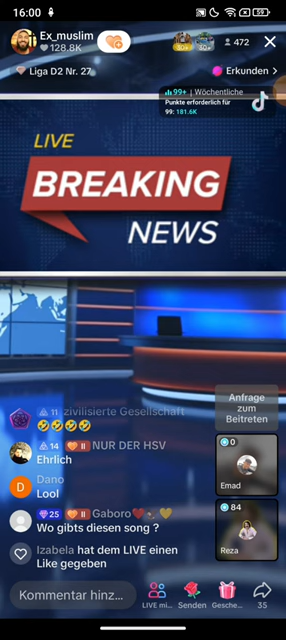 16:00
59
Ex_muslim
128.8K
472
Liga D2 Nr. 27
Erkunden
99+ | Wöchentliche
Punkte erforderlich für
99: 181.6K
LIVE
BREAKING
NEWS
11 zivilisierte Gesellschaft
🤣🤣🤣🤣
14 II NUR DER HSV
Ehrlich
D
Dano
Lool
25 II Gaboro
Wo gibts diesen song ?
Izabela hat dem LIVE einen
Like gegeben
Anfrage
zum
Beitreten
0
Emad
84
Reza
Kommentar hinz...
LIVE mi...
Senden
Gesche...
35